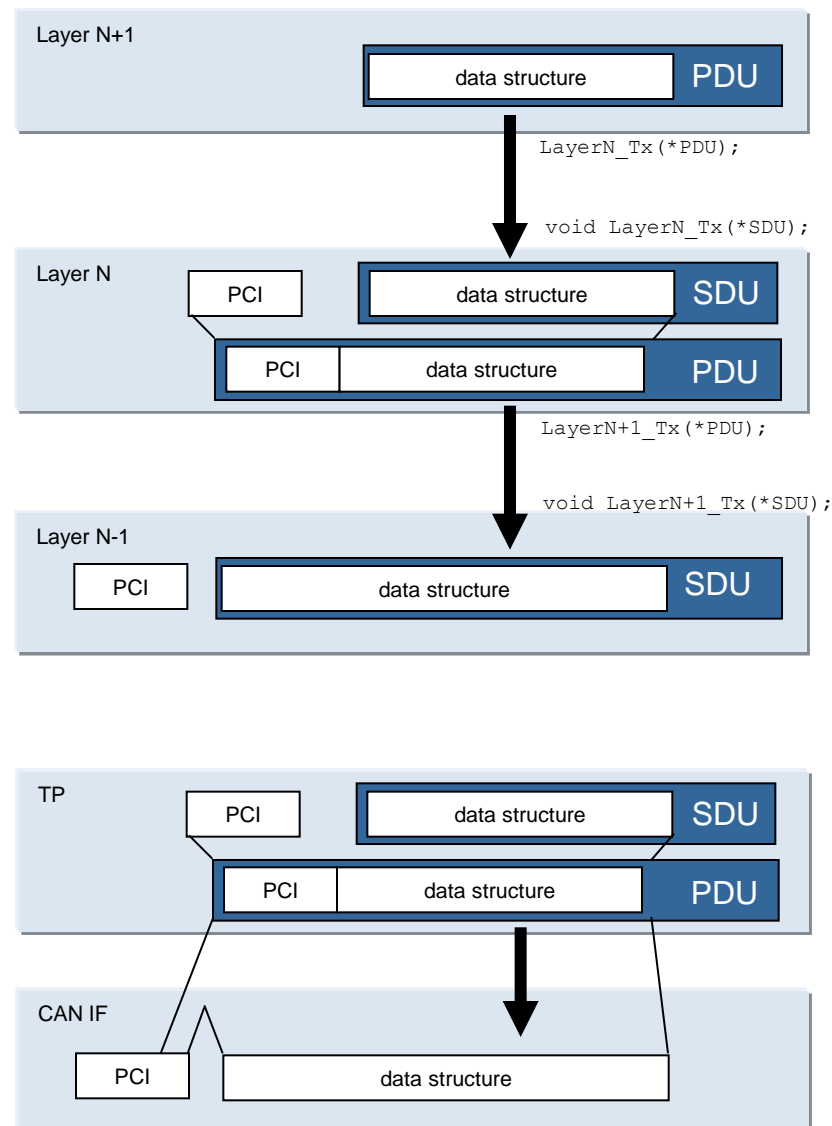 Layer N+1
data structure PDU
LayerN_Tx(*PDU);
void LayerN_Tx(*SDU);
Layer N
PCI data structure SDU
PCI data structure PDU
LayerN+1_Tx(*PDU);
void LayerN+1_Tx(*SDU);
Layer N-1
PCI data structure SDU
TP
PCI data structure SDU
PCI data structure PDU
CAN IF
PCI data structure